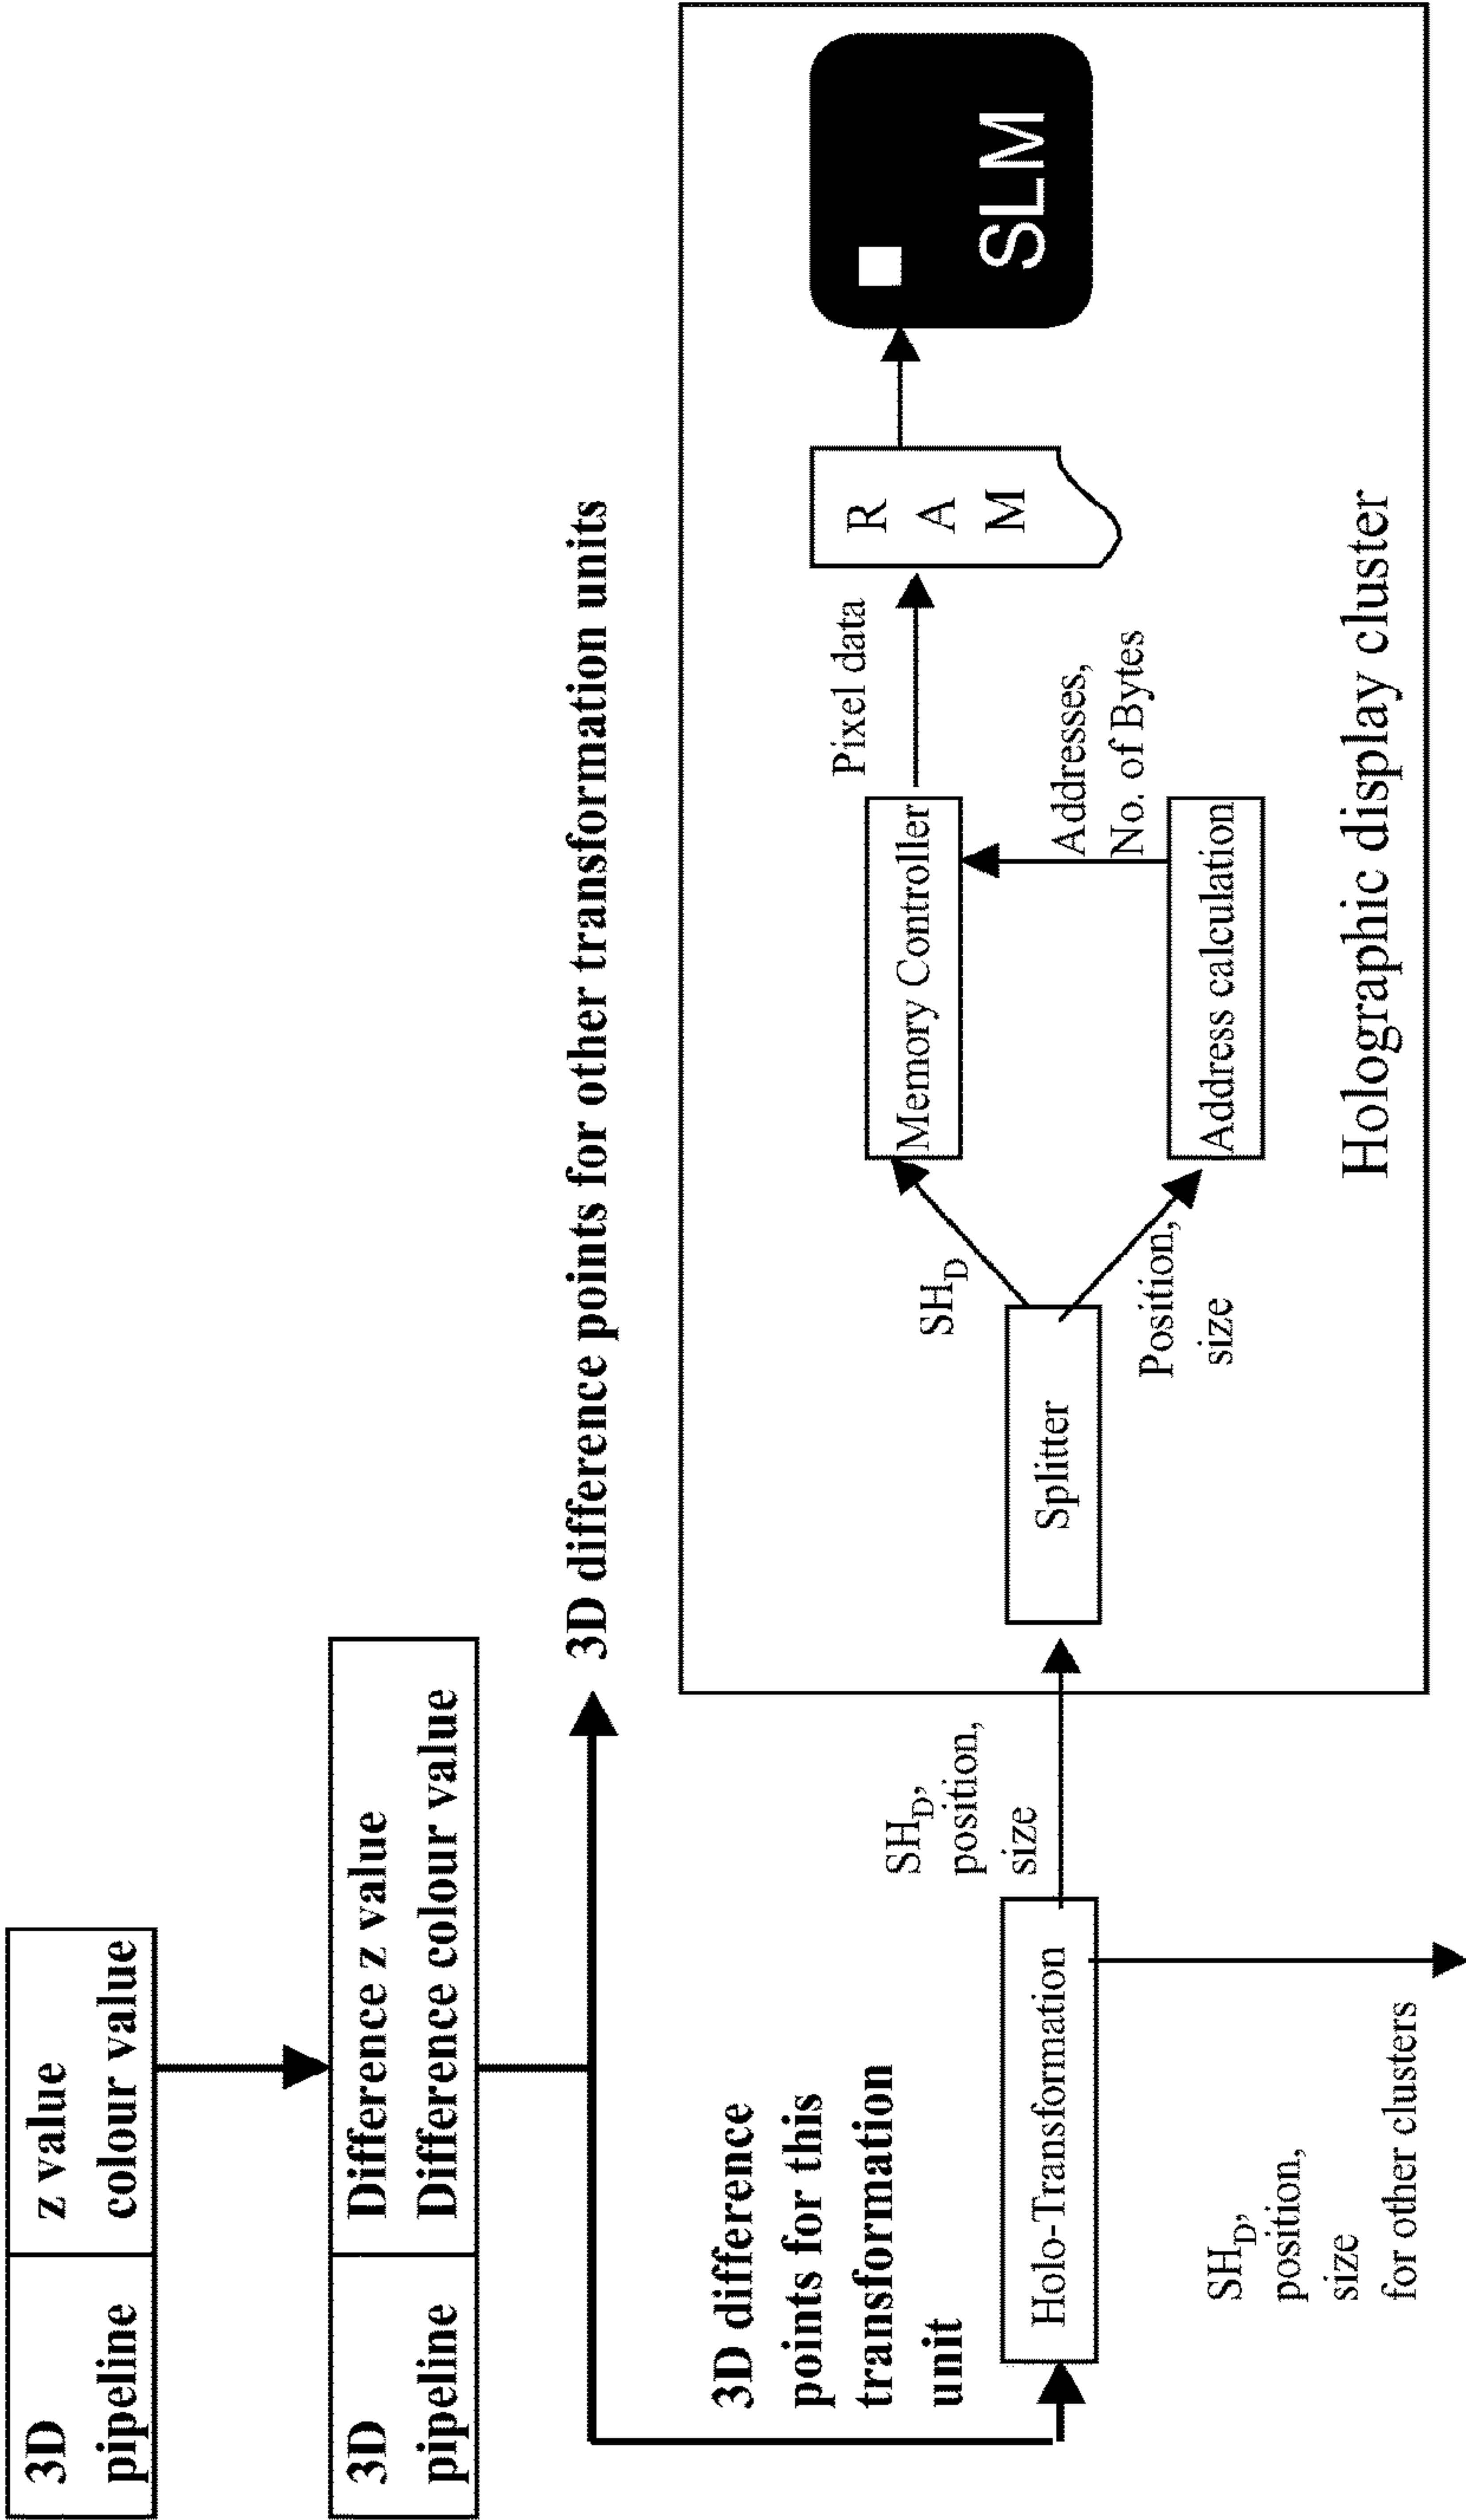 3D
pipeline
z value
colour value
3D
pipeline
Difference z value
Difference colour value
3D difference points for other transformation units
3D difference
points for this
transformation
unit
Holo-Transformation
SH_D,
position,
size
SH_D,
position,
size
for other clusters
Splitter
SH_D
Position,
size
Memory Controller
Address calculation
Addresses,
No. of Bytes
Pixel data
R
A
M
SLM
Holographic display cluster